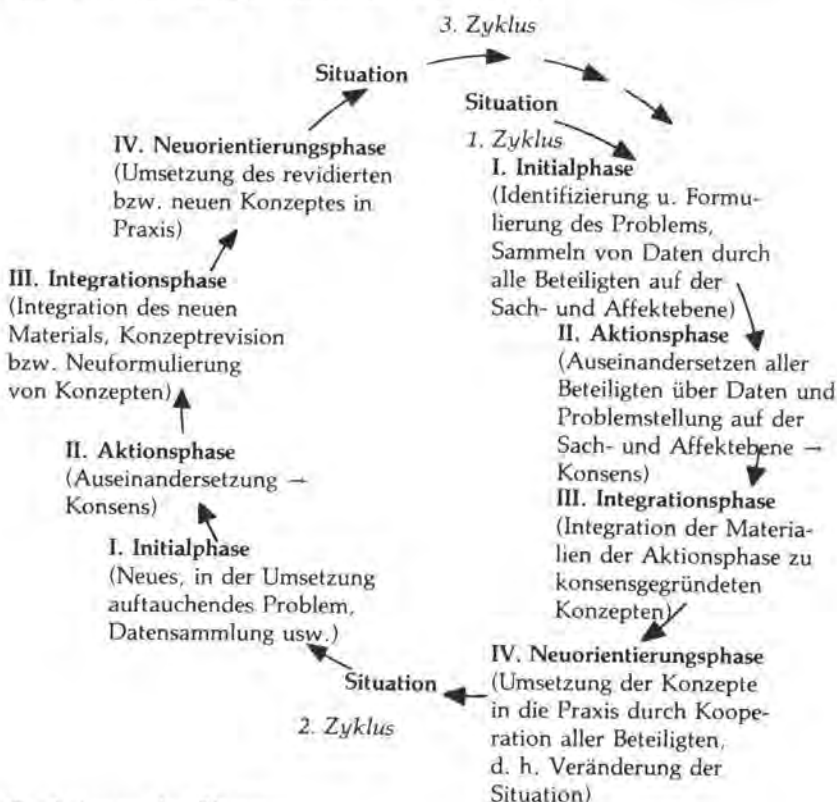 3. Zyklus
Situation
Situation
1. Zyklus
I. Initialphase
(Identifizierung u. Formu-
lierung des Problems,
Sammeln von Daten durch
alle Beteiligten auf der
Sach- und Affektebene)
II. Aktionsphase
(Auseinandersetzen aller
Beteiligten über Daten und
Problemstellung auf der
Sach- und Affektebene →
Konsens)
III. Integrationsphase
(Integration der Materia-
lien der Aktionsphase zu
konsensgegründeten
Konzepten)
IV. Neuorientierungsphase
(Umsetzung der Konzepte
in die Praxis durch Koope-
ration aller Beteiligten,
d. h. Veränderung der
Situation)
Situation
2. Zyklus
I. Initialphase
(Neues, in der Umsetzung
auftauchendes Problem,
Datensammlung usw.)
II. Aktionsphase
(Auseinandersetzung →
Konsens)
III. Integrationsphase
(Integration des neuen
Materials, Konzeptrevision
bzw. Neuformulierung
von Konzepten)
IV. Neuorientierungsphase
(Umsetzung des revidierten
bzw. neuen Konzeptes in
Praxis)